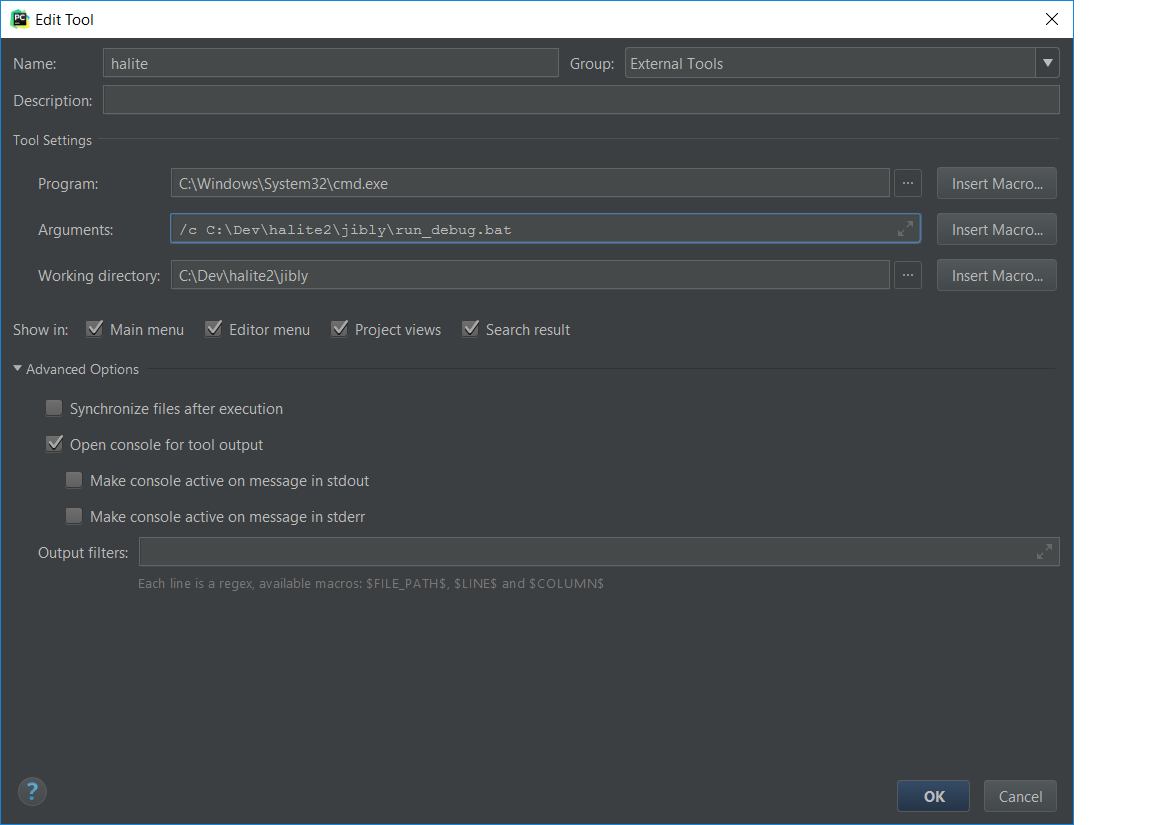 PC Edit Tool
Name: halite Group: External Tools
Description:
Tool Settings
Program: C:\Windows\System32\cmd.exe ... Insert Macro...
Arguments: /c C:\Dev\halite2\jibly\run_debug.bat Insert Macro...
Working directory: C:\Dev\halite2\jibly ... Insert Macro...
Show in: Main menu Editor menu Project views Search result
Advanced Options
Synchronize files after execution
Open console for tool output
Make console active on message in stdout
Make console active on message in stderr
Output filters:
Each line is a regex, available macros: $FILE_PATH$, $LINE$ and $COLUMN$
? OK Cancel